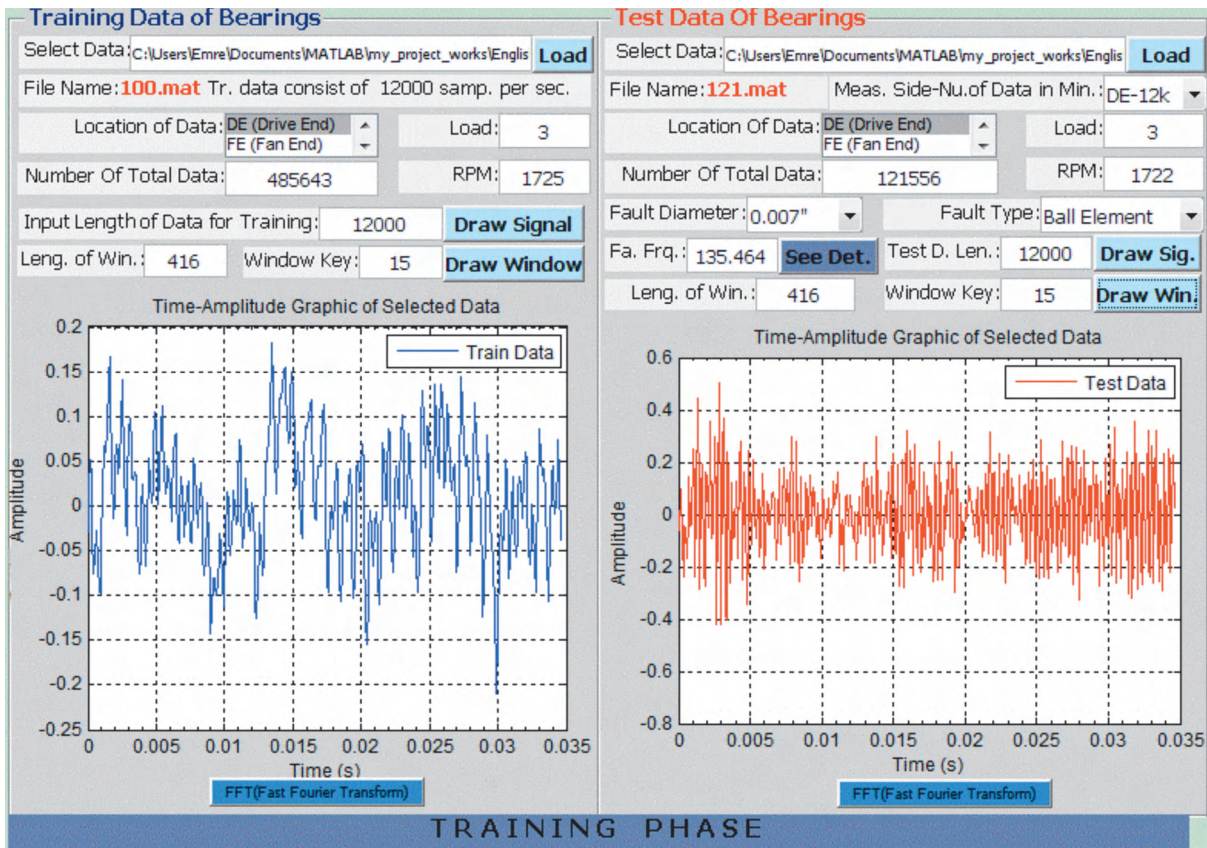 Training Data of Bearings
Select Data: C:\Users\Emre\Documents\MATLAB\my_project_works\Englis Load
File Name: 100.mat Tr. data consist of 12000 samp. per sec.
Location of Data: DE (Drive End) Load: 3
FE (Fan End)
Number Of Total Data: 485643 RPM: 1725
Input Length of Data for Training: 12000 Draw Signal
Leng. of Win.: 416 Window Key: 15 Draw Window
Time-Amplitude Graphic of Selected Data
Train Data
0.2
0.15
0.1
0.05
0
-0.05
-0.1
-0.15
-0.2
-0.25
Amplitude
0 0.005 0.01 0.015 0.02 0.025 0.03 0.035
Time (s)
FFT(Fast Fourier Transform)
Test Data Of Bearings
Select Data: C:\Users\Emre\Documents\MATLAB\my_project_works\Englis Load
File Name: 121.mat Meas. Side-Nu.of Data in Min.: DE-12k
Location Of Data: DE (Drive End) Load: 3
FE (Fan End)
Number Of Total Data: 121556 RPM: 1722
Fault Diameter: 0.007" Fault Type: Ball Element
Fa. Frq.: 135.464 See Det. Test D. Len.: 12000 Draw Sig.
Leng. of Win.: 416 Window Key: 15 Draw Win.
Time-Amplitude Graphic of Selected Data
Test Data
0.6
0.4
0.2
0
-0.2
-0.4
-0.6
-0.8
Amplitude
0 0.005 0.01 0.015 0.02 0.025 0.03 0.035
Time (s)
FFT(Fast Fourier Transform)
TRAINING PHASE